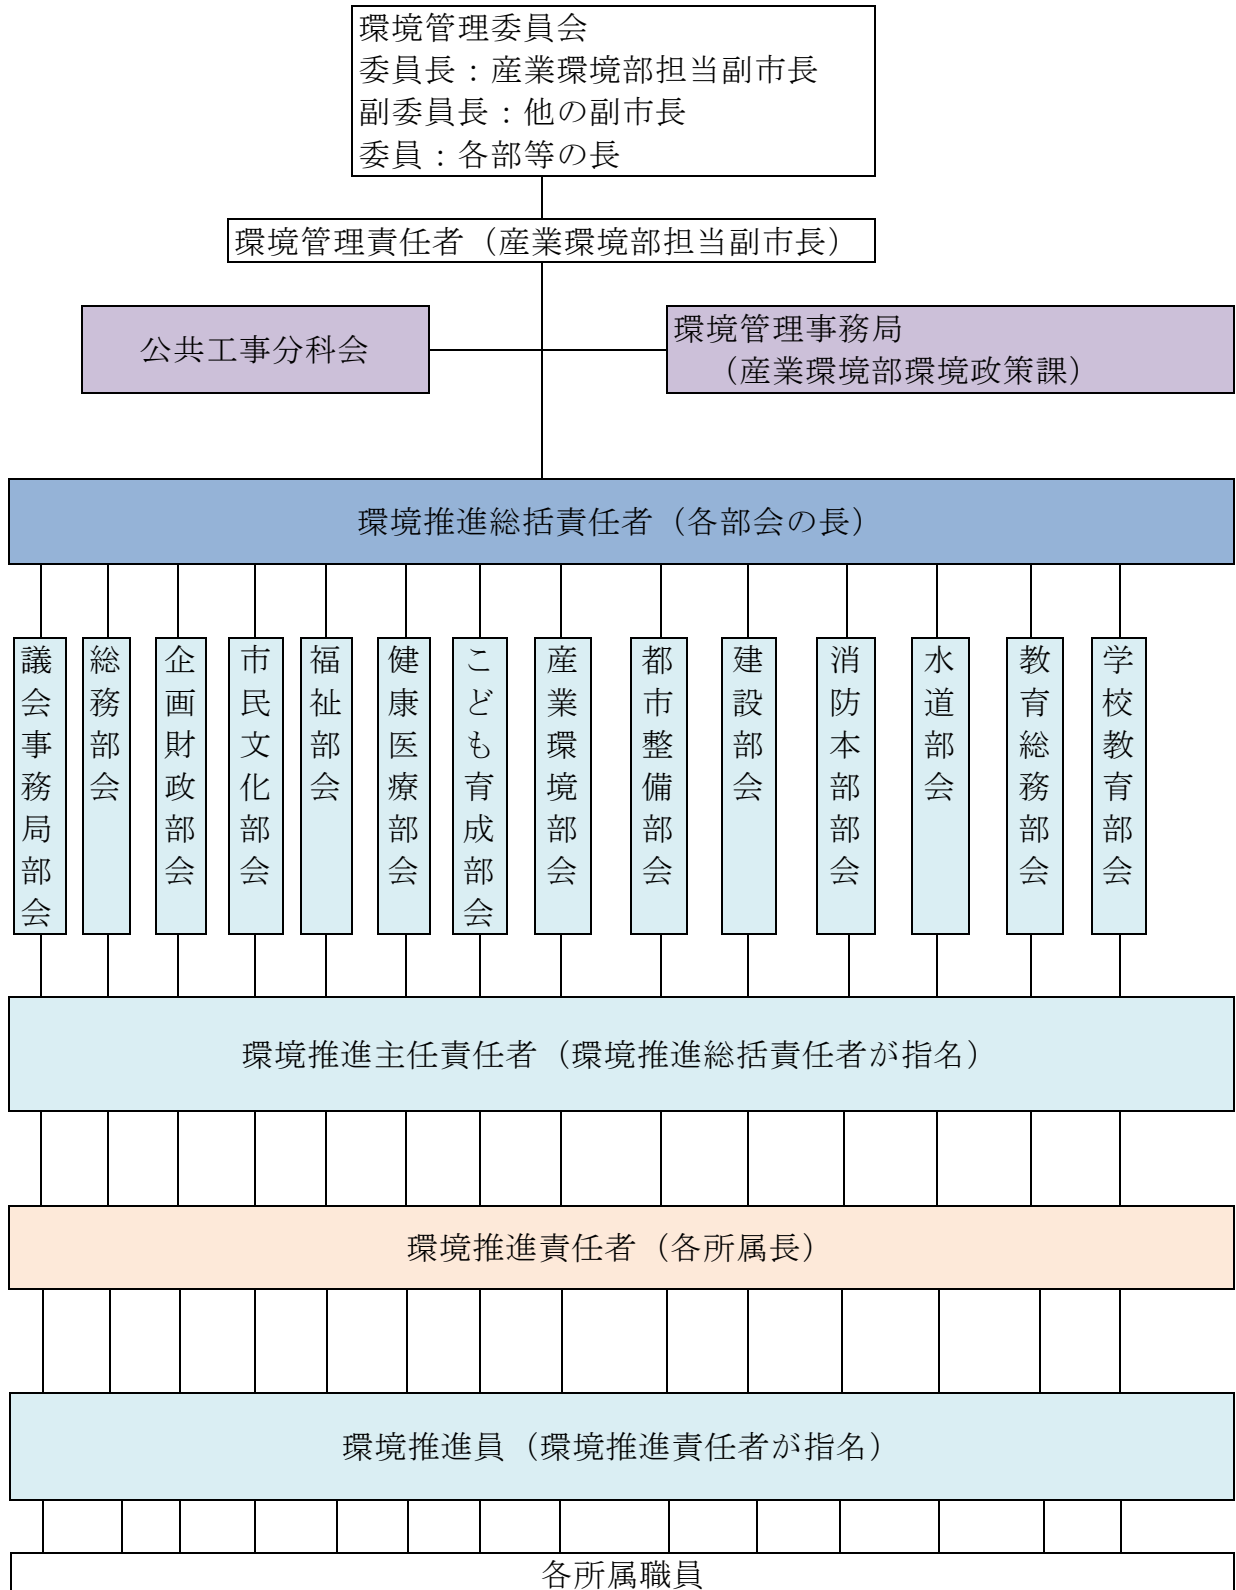 環境管理委員会
委員長：産業環境部担当副市長
副委員長：他の副市長
委員：各部等の長
環境管理責任者（産業環境部担当副市長）
公共工事分科会
環境管理事務局
（産業環境部環境政策課）
環境推進総括責任者（各部会の長）
議会事務局部会
総務部会
企画財政部会
市民文化部会
福祉部会
健康医療部会
こども育成部会
産業環境部会
都市整備部会
建設部会
消防本部部会
水道部会
教育総務部会
学校教育部会
環境推進主任責任者（環境推進総括責任者が指名）
環境推進責任者（各所属長）
環境推進員（環境推進責任者が指名）
各所属職員